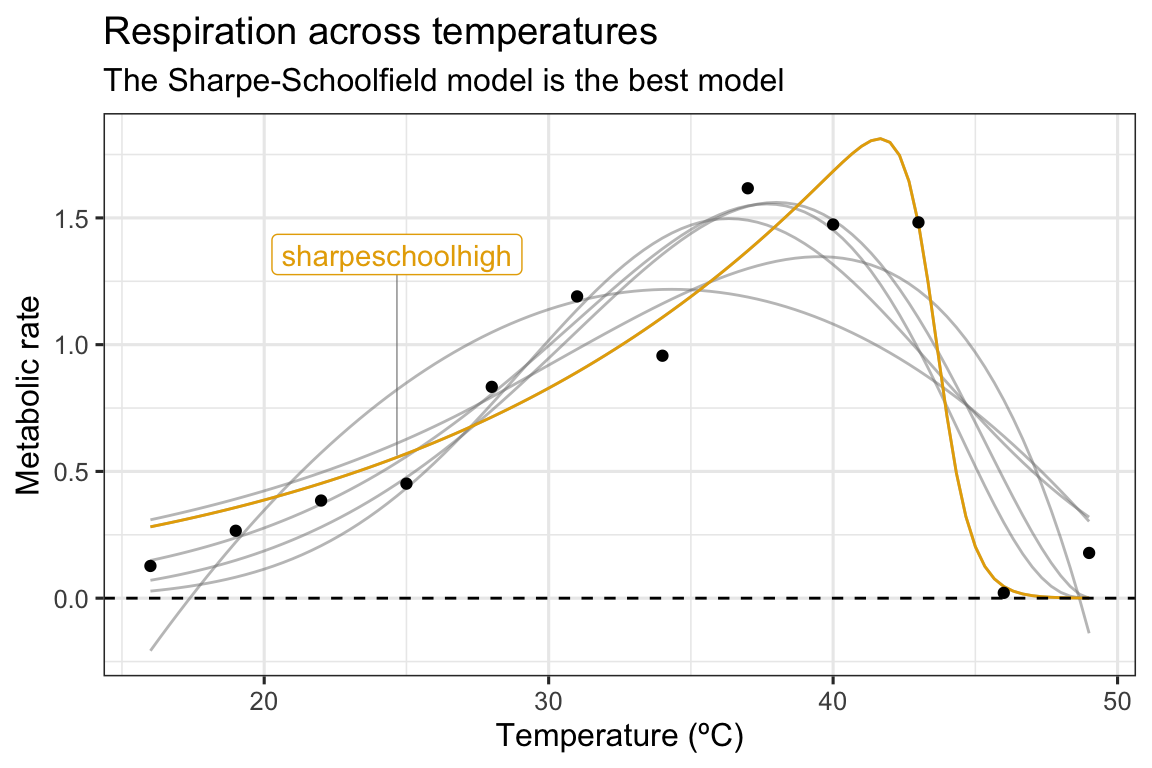 Respiration across temperatures
The Sharpe-Schoolfield model is the best model
sharpeschoolhigh
Metabolic rate
1.5
1.0
0.5
0.0
20 30 40 50
Temperature (ºC)